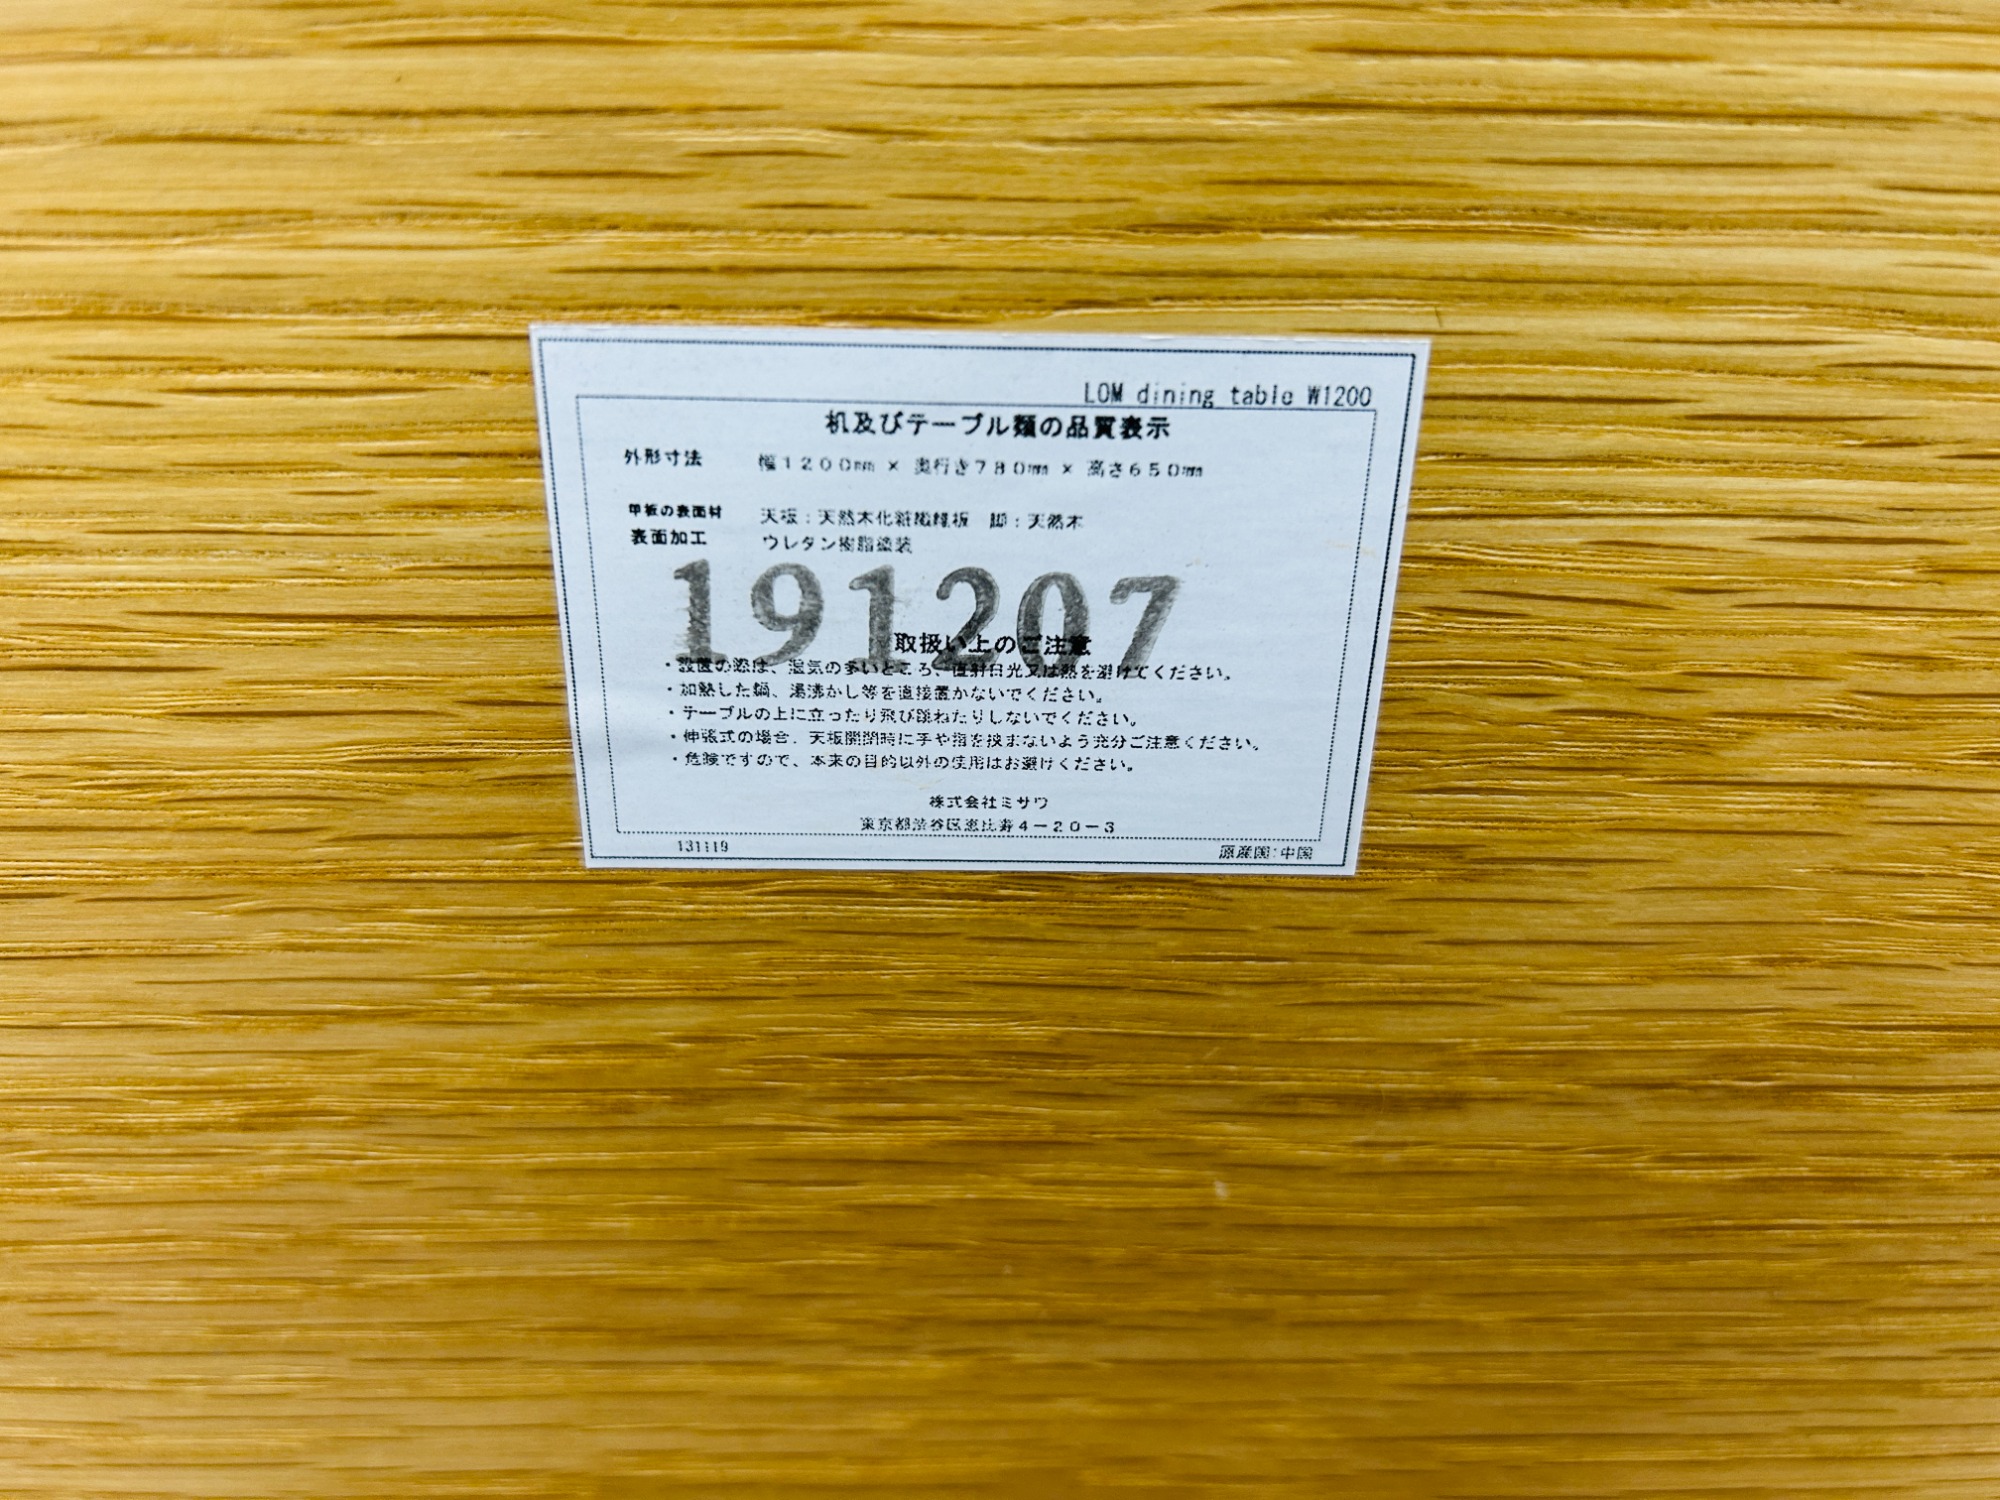 LOM dining table W1200
机及びテーブル類の品質表示
外形寸法 幅1200mm × 奥行き780mm × 高さ650mm
甲板の表面材 天板：天然木化粧繊維板 脚：天然木
表面加工 ウレタン樹脂塗装
191207
取扱い上のご注意
・設置の際は、湿気の多いところ、直射日光又は熱を避けてください。
・加熱した鍋、湯沸かし等を直接置かないでください。
・テーブルの上に立ったり飛び跳ねたりしないでください。
・伸張式の場合、天板開閉時に手や指を挟まないよう充分ご注意ください。
・危険ですので、本来の目的以外の使用はお避けください。
株式会社ミサワ
東京都渋谷区恵比寿4－20－3
131119 原産国：中国